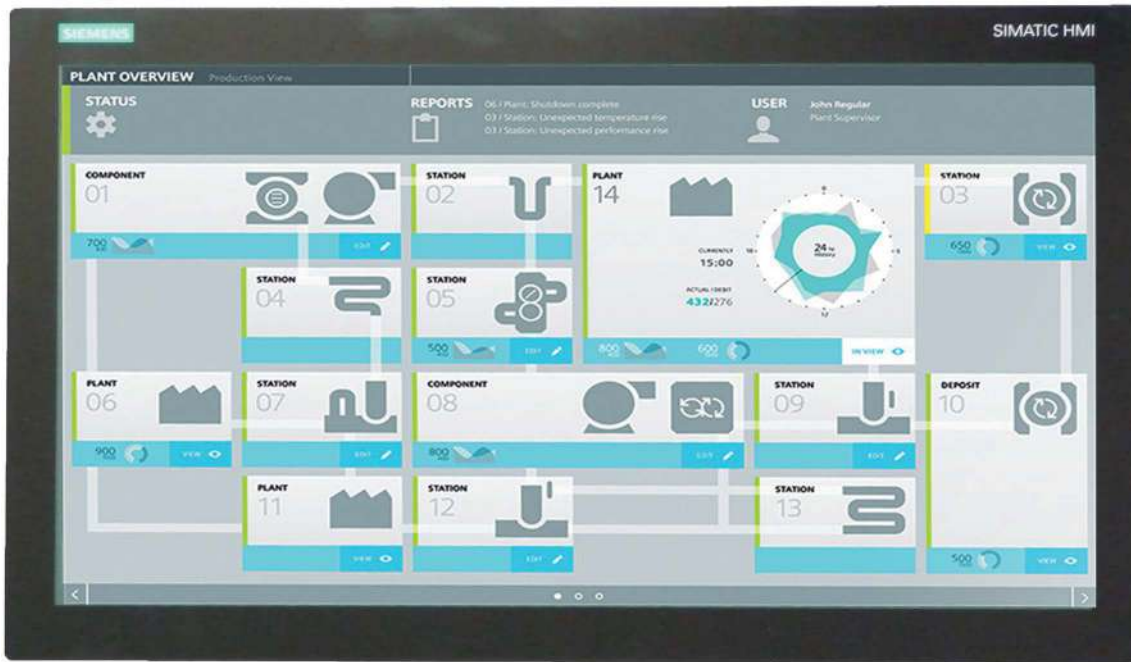 SIEMENS
SIMATIC HMI
PLANT OVERVIEW Production View
STATUS
REPORTS
06 / Plant: Shutdown complete
03 / Station: Unexpected temperature rise
03 / Station: Unexpected performance rise
USER
John Regular
Plant Supervisor
COMPONENT
01
700
EDIT
STATION
02
PLANT
14
CURRENTLY
15:00
ACTUAL / DEBIT
432/276
24
History
800
600
IN VIEW
STATION
03
650
VIEW
STATION
04
STATION
05
500
EDIT
PLANT
06
900
VIEW
STATION
07
EDIT
COMPONENT
08
800
EDIT
STATION
09
EDIT
DEPOSIT
10
500
VIEW
PLANT
11
VIEW
STATION
12
EDIT
STATION
13